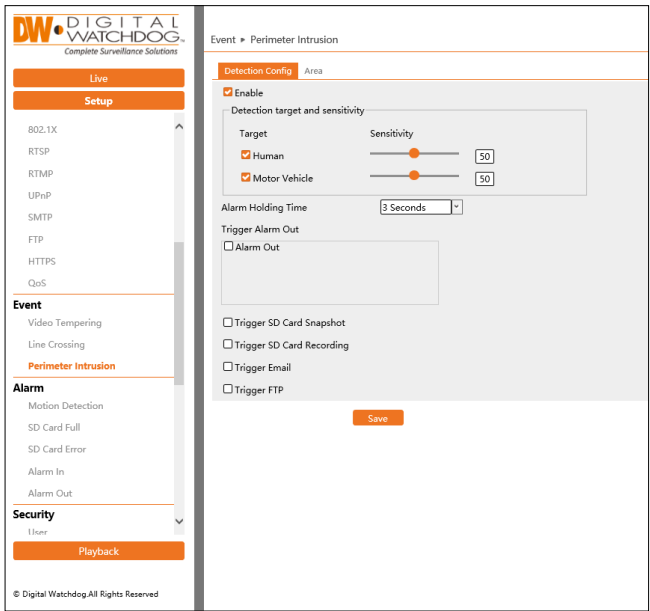 DW DIGITAL
WATCHDOG™
Complete Surveillance Solutions
Live
Setup
802.1X
RTSP
RTMP
UPnP
SMTP
FTP
HTTPS
QoS
Event
Video Tempering
Line Crossing
Perimeter Intrusion
Alarm
Motion Detection
SD Card Full
SD Card Error
Alarm In
Alarm Out
Security
User
Playback
© Digital Watchdog.All Rights Reserved
Event ▸ Perimeter Intrusion
Detection Config Area
Enable
Detection target and sensitivity
Target Sensitivity
Human 50
Motor Vehicle 50
Alarm Holding Time 3 Seconds
Trigger Alarm Out
Alarm Out
Trigger SD Card Snapshot
Trigger SD Card Recording
Trigger Email
Trigger FTP
Save